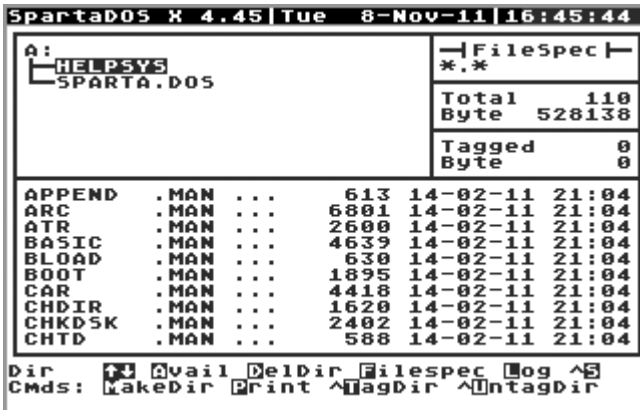 SpartaDOS X 4.45|Tue 8-Nov-11|16:45:44
A:
HELPSYS
SPARTA.DOS
FileSpec
*.*
Total 110
Byte 528138
Tagged 0
Byte 0
APPEND .MAN ... 613 14-02-11 21:04
ARC .MAN ... 6801 14-02-11 21:04
ATR .MAN ... 2600 14-02-11 21:04
BASIC .MAN ... 4639 14-02-11 21:04
BLOAD .MAN ... 630 14-02-11 21:04
BOOT .MAN ... 1895 14-02-11 21:04
CAR .MAN ... 4418 14-02-11 21:04
CHDIR .MAN ... 1620 14-02-11 21:04
CHKDSK .MAN ... 2402 14-02-11 21:04
CHTD .MAN ... 588 14-02-11 21:04
Dir ↑↓ Avail DelDir Filespec Log ^S
Cmds: MakeDir Print ^TagDir ^UntagDir